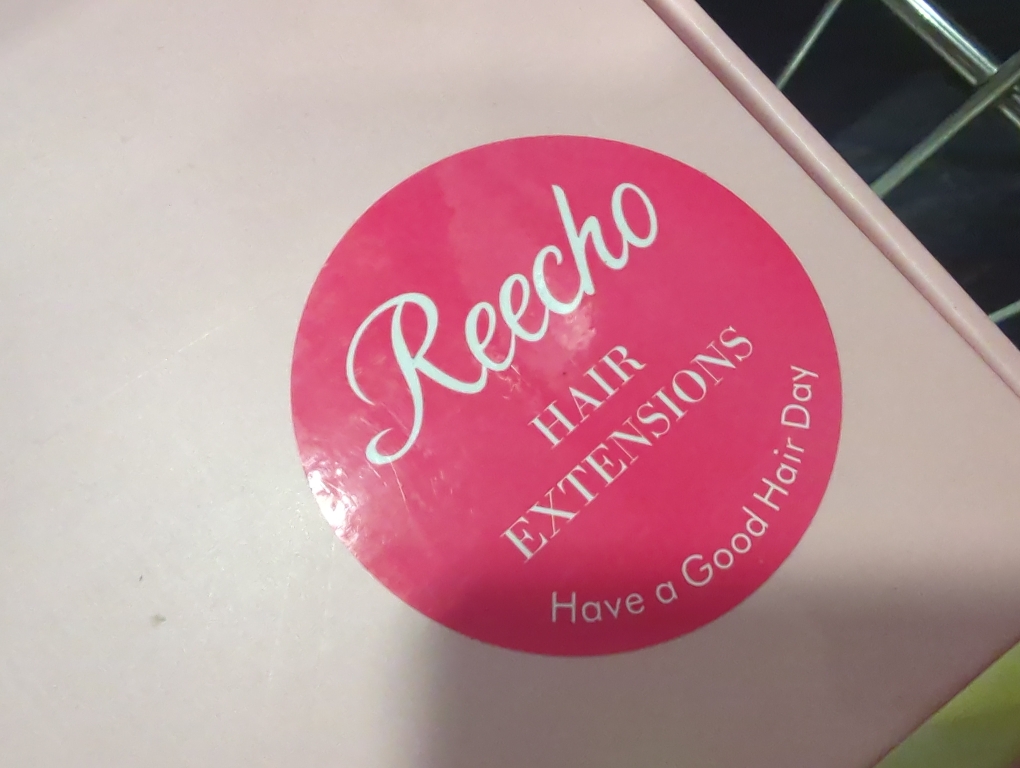 Reecho
HAIR
EXTENSIONS
Have a Good Hair Day